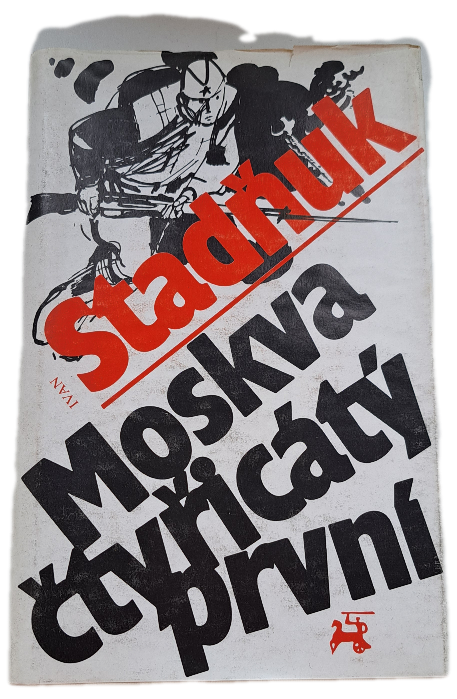 IVAN
Stadňuk
Moskva
čtyřicátý
první